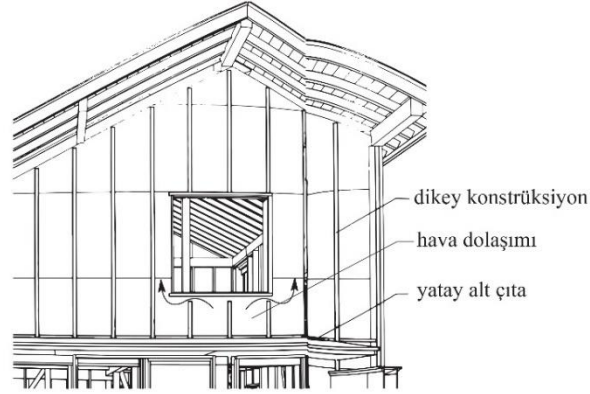 dikey konstrüksiyon
hava dolaşımı
yatay alt çıta